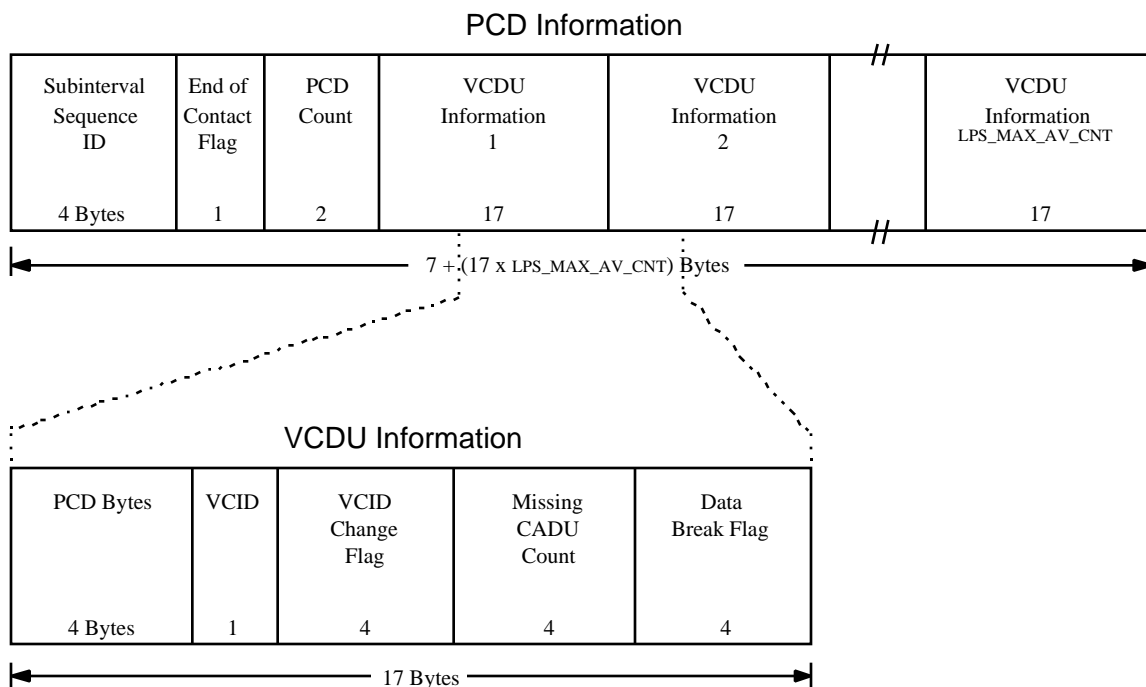 PCD Information
Subinterval
Sequence
ID
4 Bytes
End of
Contact
Flag
1
PCD
Count
2
VCDU
Information
1
17
VCDU
Information
2
17
VCDU
Information
LPS_MAX_AV_CNT
17
7 + (17 x LPS_MAX_AV_CNT) Bytes
VCDU Information
PCD Bytes
4 Bytes
VCID
1
VCID
Change
Flag
4
Missing
CADU
Count
4
Data
Break Flag
4
17 Bytes